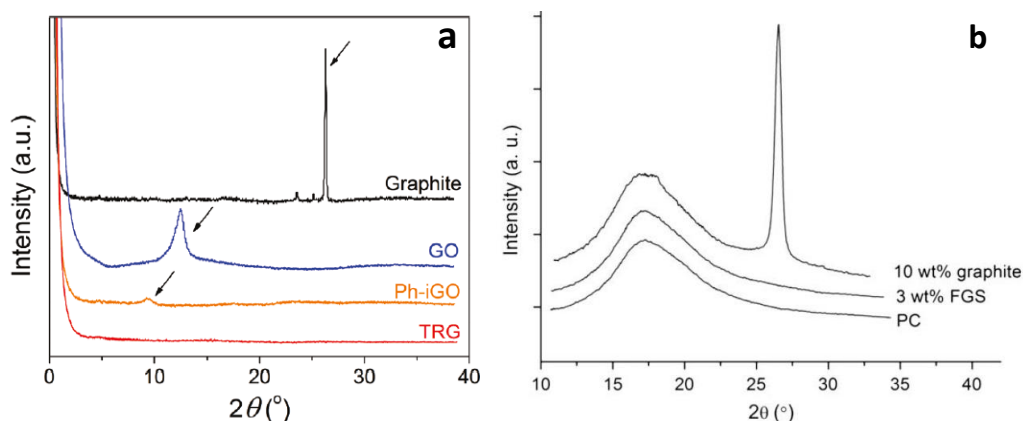 a
Intensity (a.u.)
Graphite
GO
Ph-iGO
TRG
0 10 20 30 40
2θ(°)
b
Intensity (a. u.)
10 wt% graphite
3 wt% FGS
PC
10 15 20 25 30 35 40
2θ (°)